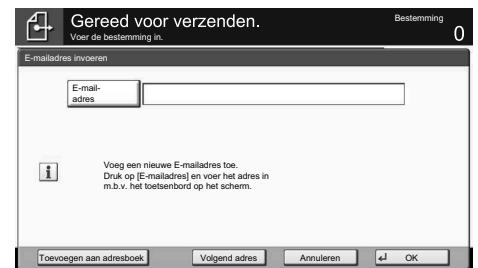 Gereed voor verzenden.
Bestemming
Voer de bestemming in.
0
E-mailadres invoeren
E-mail-
adres
Voeg een nieuwe E-mailadres toe.
Druk op [E-mailadres] en voer het adres in
m.b.v. het toetsenbord op het scherm.
Toevoegen aan adresboek
Volgend adres
Annuleren
OK